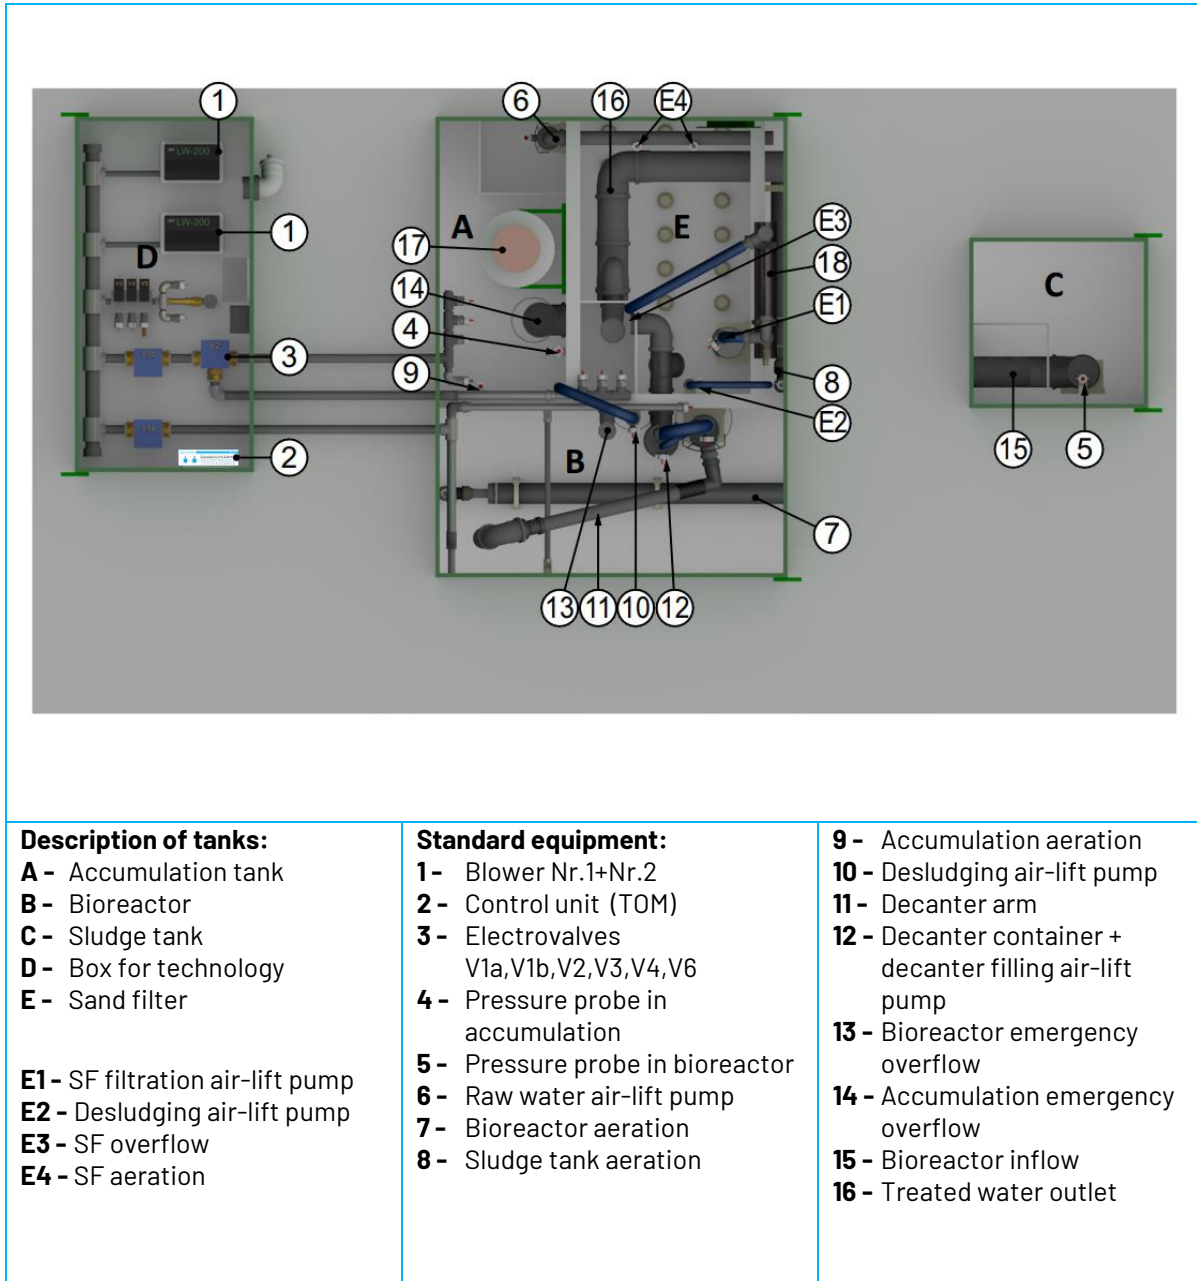 1
6
16
E4
LW-200
LW-200
1
A
E
E3
17
D
18
C
14
E1
V2
4
3
9
8
E2
15
5
2
B
7
13
11
10
12
Description of tanks:
A - Accumulation tank
B - Bioreactor
C - Sludge tank
D - Box for technology
E - Sand filter
E1 - SF filtration air-lift pump
E2 - Desludging air-lift pump
E3 - SF overflow
E4 - SF aeration
Standard equipment:
1 - Blower Nr.1+Nr.2
2 - Control unit (TOM)
3 - Electrovalves
V1a,V1b,V2,V3,V4,V6
4 - Pressure probe in
accumulation
5 - Pressure probe in bioreactor
6 - Raw water air-lift pump
7 - Bioreactor aeration
8 - Sludge tank aeration
9 - Accumulation aeration
10 - Desludging air-lift pump
11 - Decanter arm
12 - Decanter container +
decanter filling air-lift
pump
13 - Bioreactor emergency
overflow
14 - Accumulation emergency
overflow
15 - Bioreactor inflow
16 - Treated water outlet